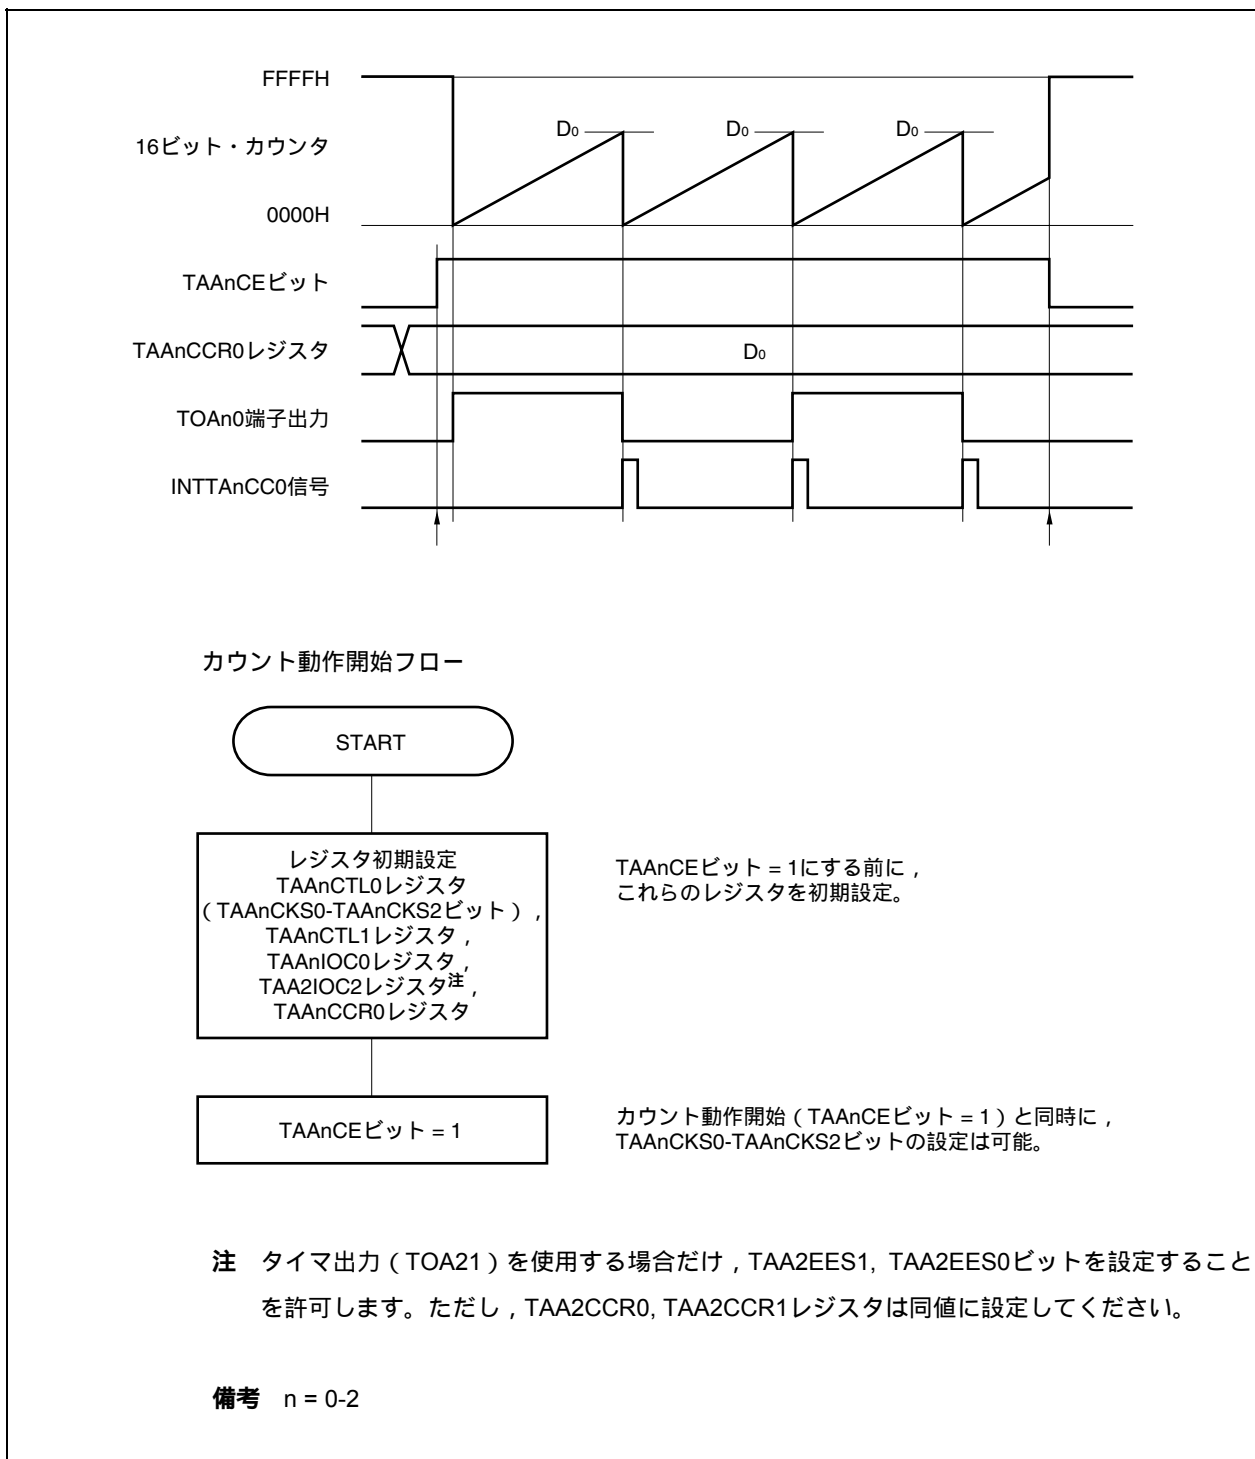 FFFFH
D0 D0 D0
16ビット・カウンタ
0000H
TAAnCEビット
TAAnCCR0レジスタ D0
TOAn0端子出力
INTTAnCC0信号
カウント動作開始フロー
START
レジスタ初期設定
TAAnCTL0レジスタ
（TAAnCKS0-TAAnCKS2ビット），
TAAnCTL1レジスタ，
TAAnIOC0レジスタ，
TAA2IOC2レジスタ注，
TAAnCCR0レジスタ
TAAnCEビット = 1にする前に，
これらのレジスタを初期設定。
TAAnCEビット = 1
カウント動作開始（TAAnCEビット = 1）と同時に，
TAAnCKS0-TAAnCKS2ビットの設定は可能。
注 タイマ出力（TOA21）を使用する場合だけ，TAA2EES1, TAA2EES0ビットを設定すること
を許可します。ただし，TAA2CCR0, TAA2CCR1レジスタは同値に設定してください。
備考 n = 0-2